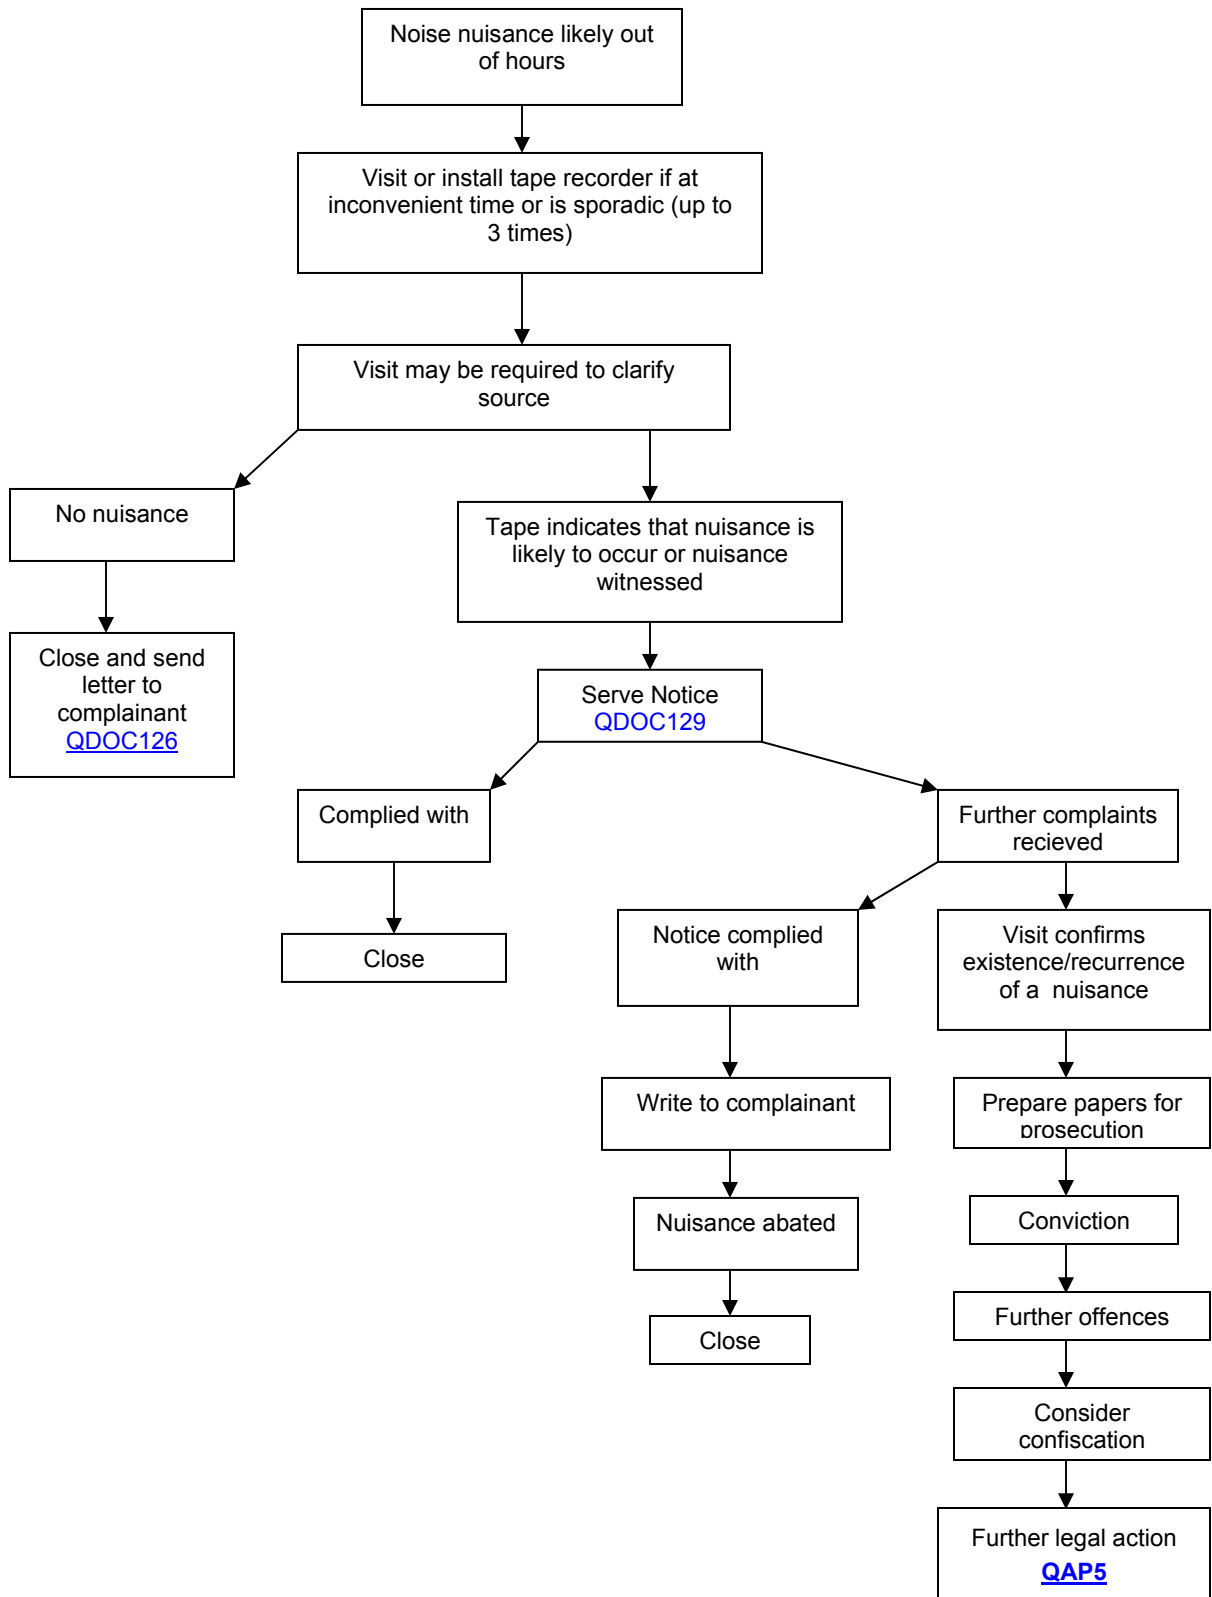 Noise nuisance likely out
of hours
Visit or install tape recorder if at
inconvenient time or is sporadic (up to
3 times)
Visit may be required to clarify
source
No nuisance
Tape indicates that nuisance is
likely to occur or nuisance
witnessed
Close and send
letter to
complainant
QDOC126
Serve Notice
QDOC129
Complied with
Further complaints
recieved
Close
Notice complied
with
Visit confirms
existence/recurrence
of a nuisance
Write to complainant
Prepare papers for
prosecution
Nuisance abated
Conviction
Close
Further offences
Consider
confiscation
Further legal action
QAP5